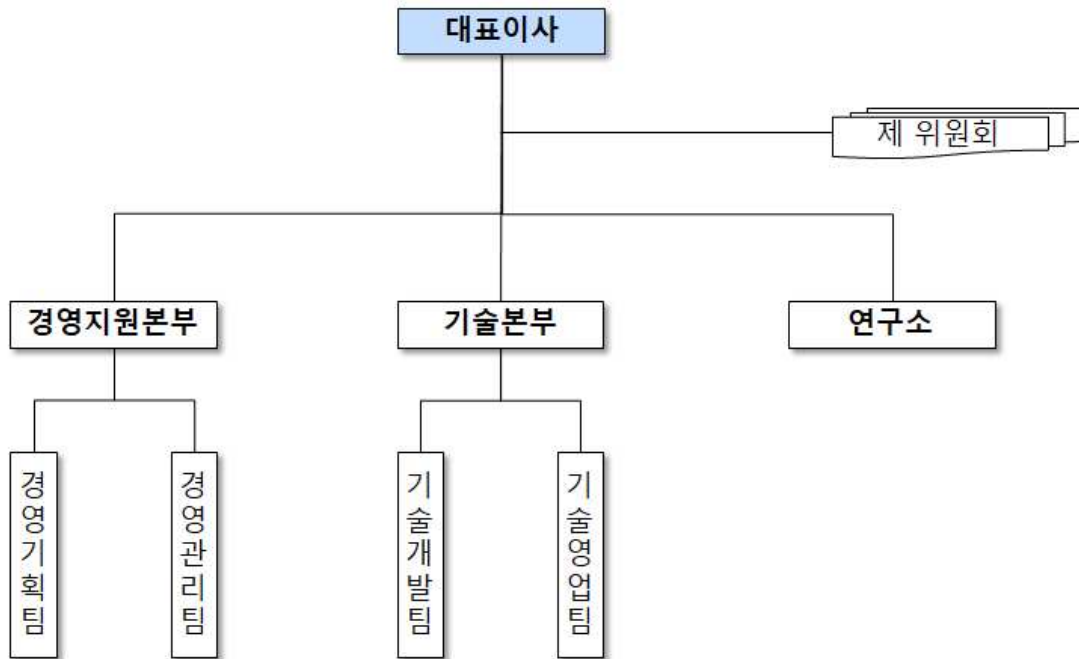 대표이사
제 위원회
경영지원본부
기술본부
연구소
경영기획팀
경영관리팀
기술개발팀
기술영업팀